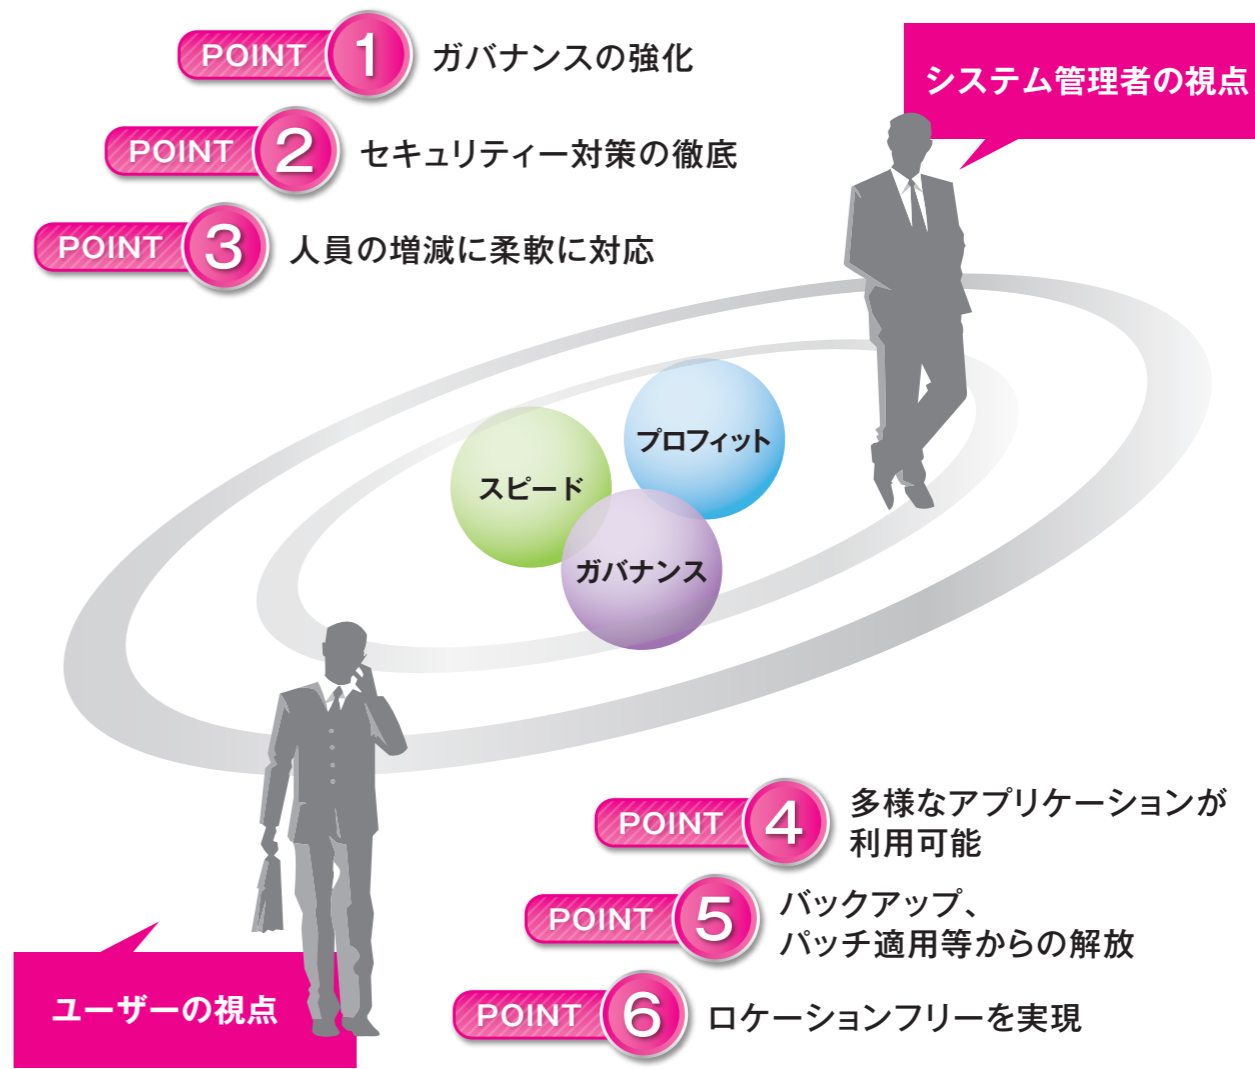 POINT 1 ガバナンスの強化
システム管理者の視点
POINT 2 セキュリティー対策の徹底
POINT 3 人員の増減に柔軟に対応
プロフィット
スピード
ガバナンス
POINT 4 多様なアプリケーションが
利用可能
POINT 5 バックアップ、
パッチ適用等からの解放
ユーザーの視点
POINT 6 ロケーションフリーを実現